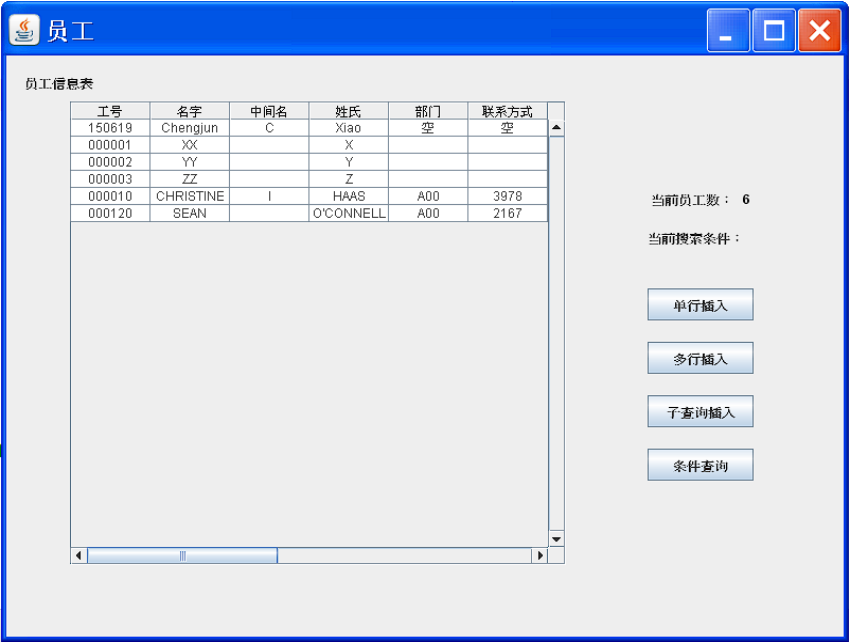 员工
员工信息表
工号 名字 中间名 姓氏 部门 联系方式
150619 Chengjun C Xiao 空 空
000001 XX X
000002 YY Y
000003 ZZ Z
000010 CHRISTINE I HAAS A00 3978
000120 SEAN O'CONNELL A00 2167
当前员工数： 6
当前搜索条件：
单行插入
多行插入
子查询插入
条件查询